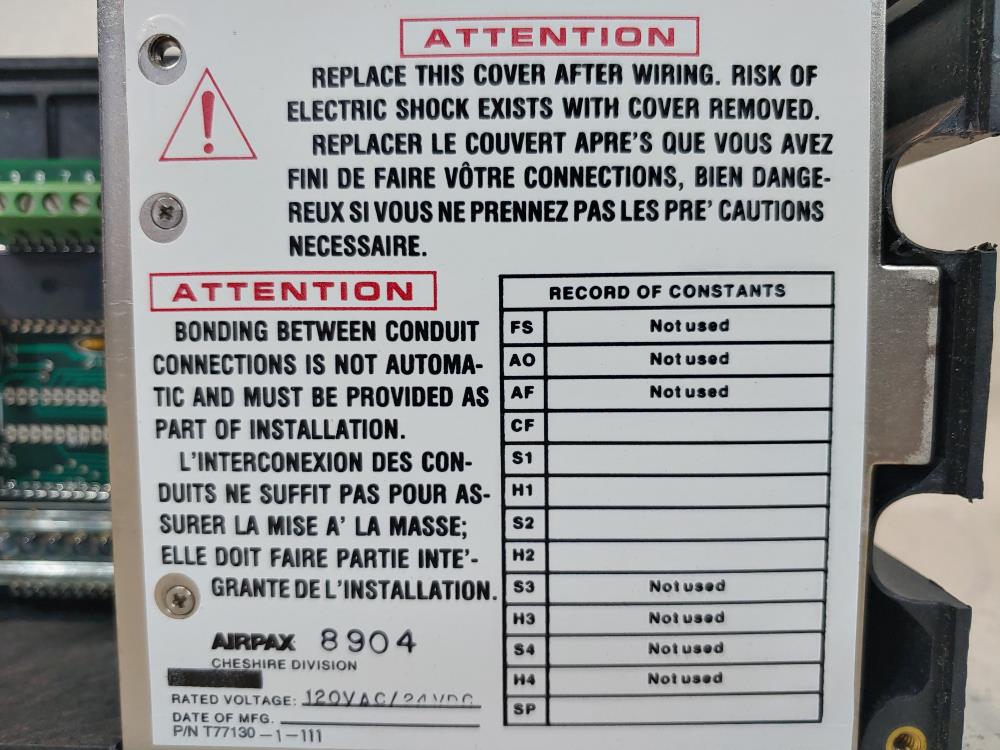 ATTENTION
REPLACE THIS COVER AFTER WIRING. RISK OF
ELECTRIC SHOCK EXISTS WITH COVER REMOVED.
REPLACER LE COUVERT APRE'S QUE VOUS AVEZ
FINI DE FAIRE VÔTRE CONNECTIONS, BIEN DANGE-
REUX SI VOUS NE PRENNEZ PAS LES PRE' CAUTIONS
NECESSAIRE.
ATTENTION
BONDING BETWEEN CONDUIT
CONNECTIONS IS NOT AUTOMA-
TIC AND MUST BE PROVIDED AS
PART OF INSTALLATION.
L'INTERCONEXION DES CON-
DUITS NE SUFFIT PAS POUR AS-
SURER LA MISE A' LA MASSE;
ELLE DOIT FAIRE PARTIE INTE'-
GRANTE DE L'INSTALLATION.
AIRPAX 8904
CHESHIRE DIVISION
RATED VOLTAGE: 120VAC/24VDC
DATE OF MFG.
P/N T77130-1-111
RECORD OF CONSTANTS
FS Not used
AO Not used
AF Not used
CF
S1
H1
S2
H2
S3 Not used
H3 Not used
S4 Not used
H4 Not used
SP